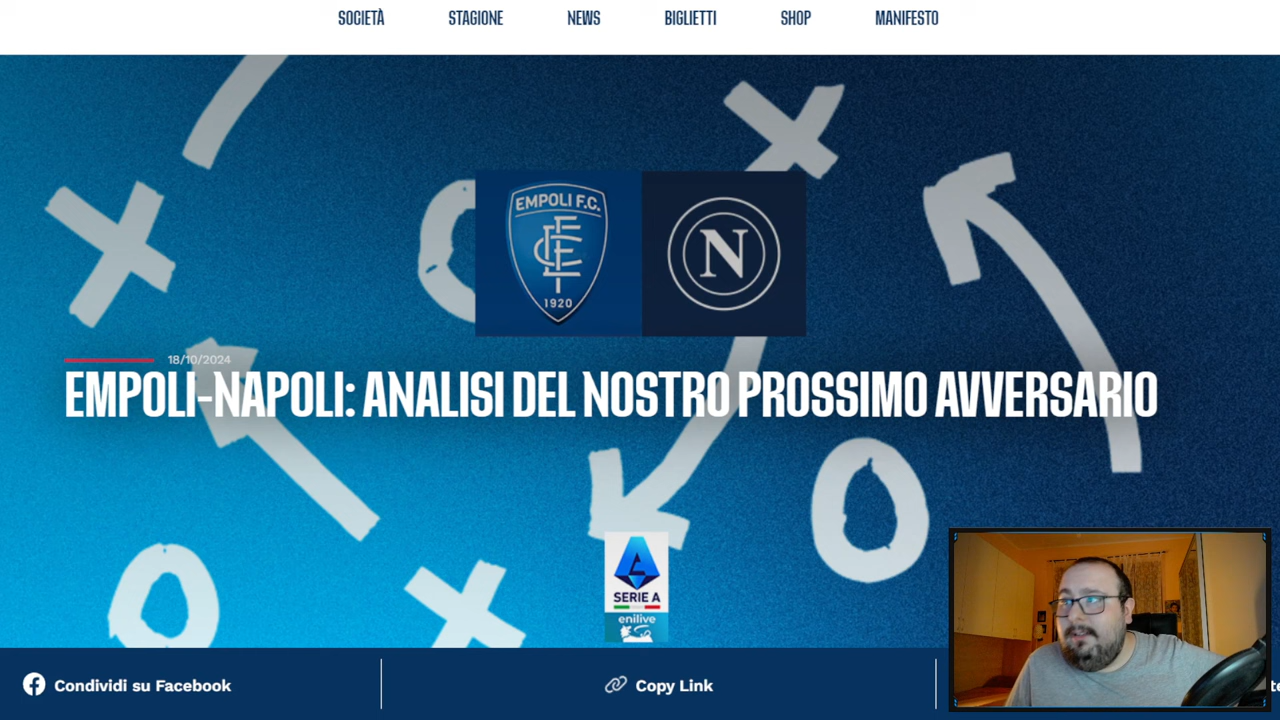 SOCIETÀ STAGIONE NEWS BIGLIETTI SHOP MANIFESTO
EMPOLI F.C.
1920
N
18/10/2024
EMPOLI-NAPOLI: ANALISI DEL NOSTRO PROSSIMO AVVERSARIO
SERIE A
enilive
Condividi su Facebook Copy Link